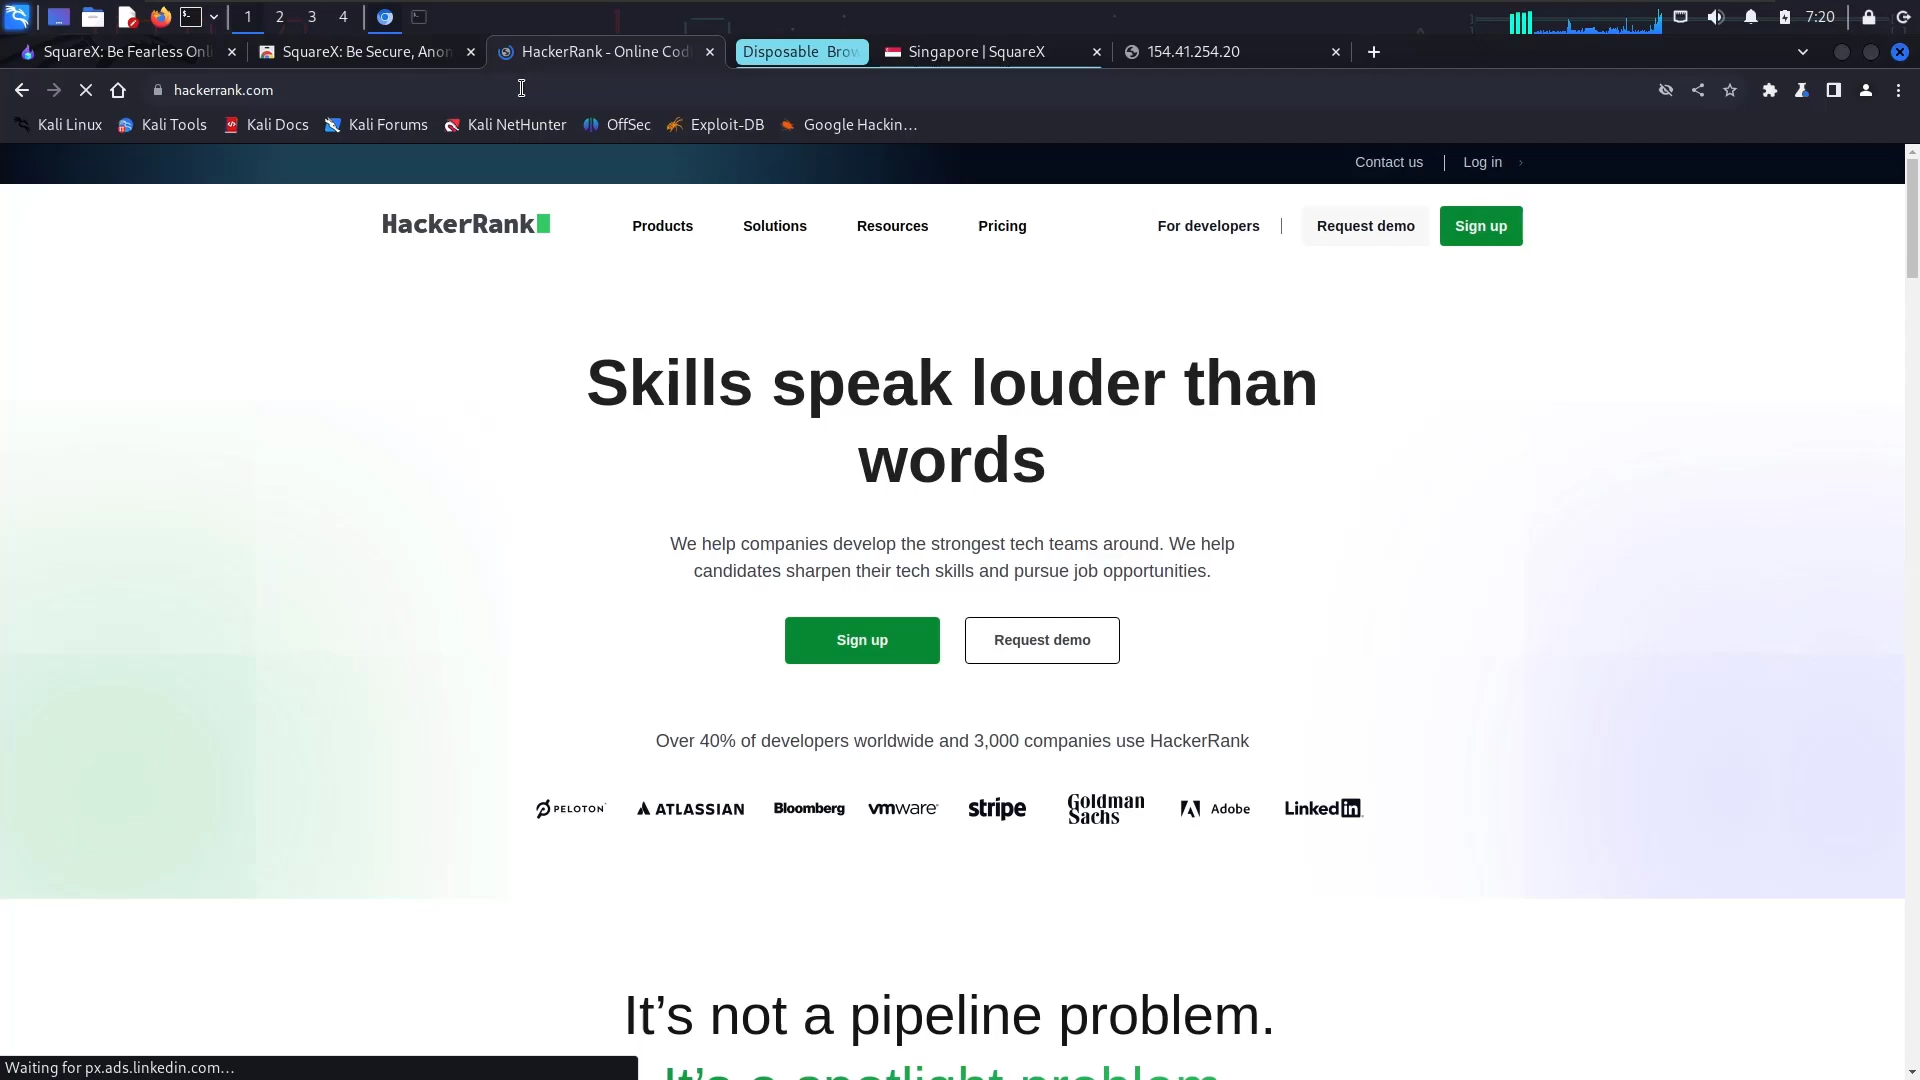 1 2 3 4 7:20
SquareX: Be Fearless Onli SquareX: Be Secure, Anon HackerRank - Online Codi Disposable Brow Singapore | SquareX 154.41.254.20
hackerrank.com
Kali Linux Kali Tools Kali Docs Kali Forums Kali NetHunter OffSec Exploit-DB Google Hackin…
Contact us | Log in
HackerRank Products Solutions Resources Pricing For developers | Request demo Sign up
Skills speak louder than
words
We help companies develop the strongest tech teams around. We help
candidates sharpen their tech skills and pursue job opportunities.
Sign up Request demo
Over 40% of developers worldwide and 3,000 companies use HackerRank
PELOTON ATLASSIAN Bloomberg vmware stripe Goldman Sachs Adobe LinkedIn
It’s not a pipeline problem.
It’s a spotlight problem.
Waiting for px.ads.linkedin.com…